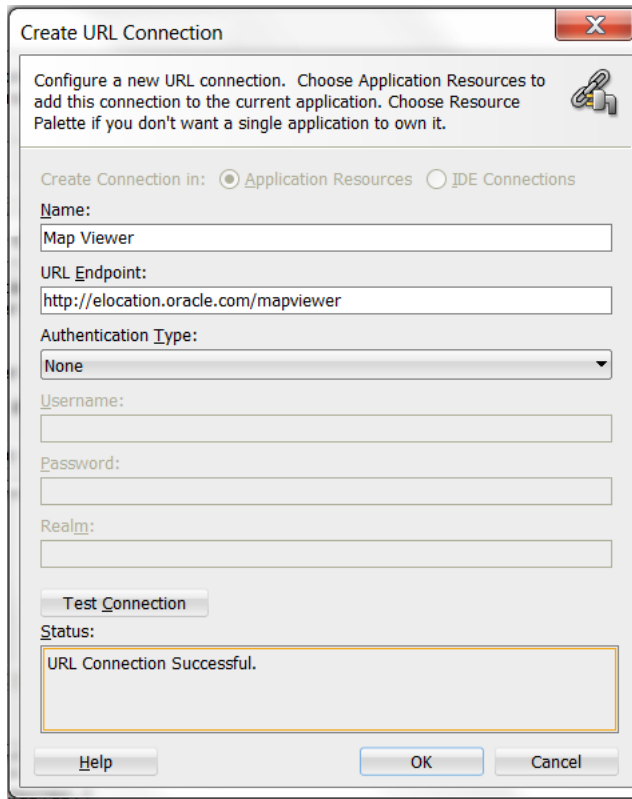 Create URL Connection
Configure a new URL connection. Choose Application Resources to
add this connection to the current application. Choose Resource
Palette if you don't want a single application to own it.
Create Connection in: Application Resources IDE Connections
Name:
Map Viewer
URL Endpoint:
http://elocation.oracle.com/mapviewer
Authentication Type:
None
Username:
Password:
Realm:
Test Connection
Status:
URL Connection Successful.
Help OK Cancel